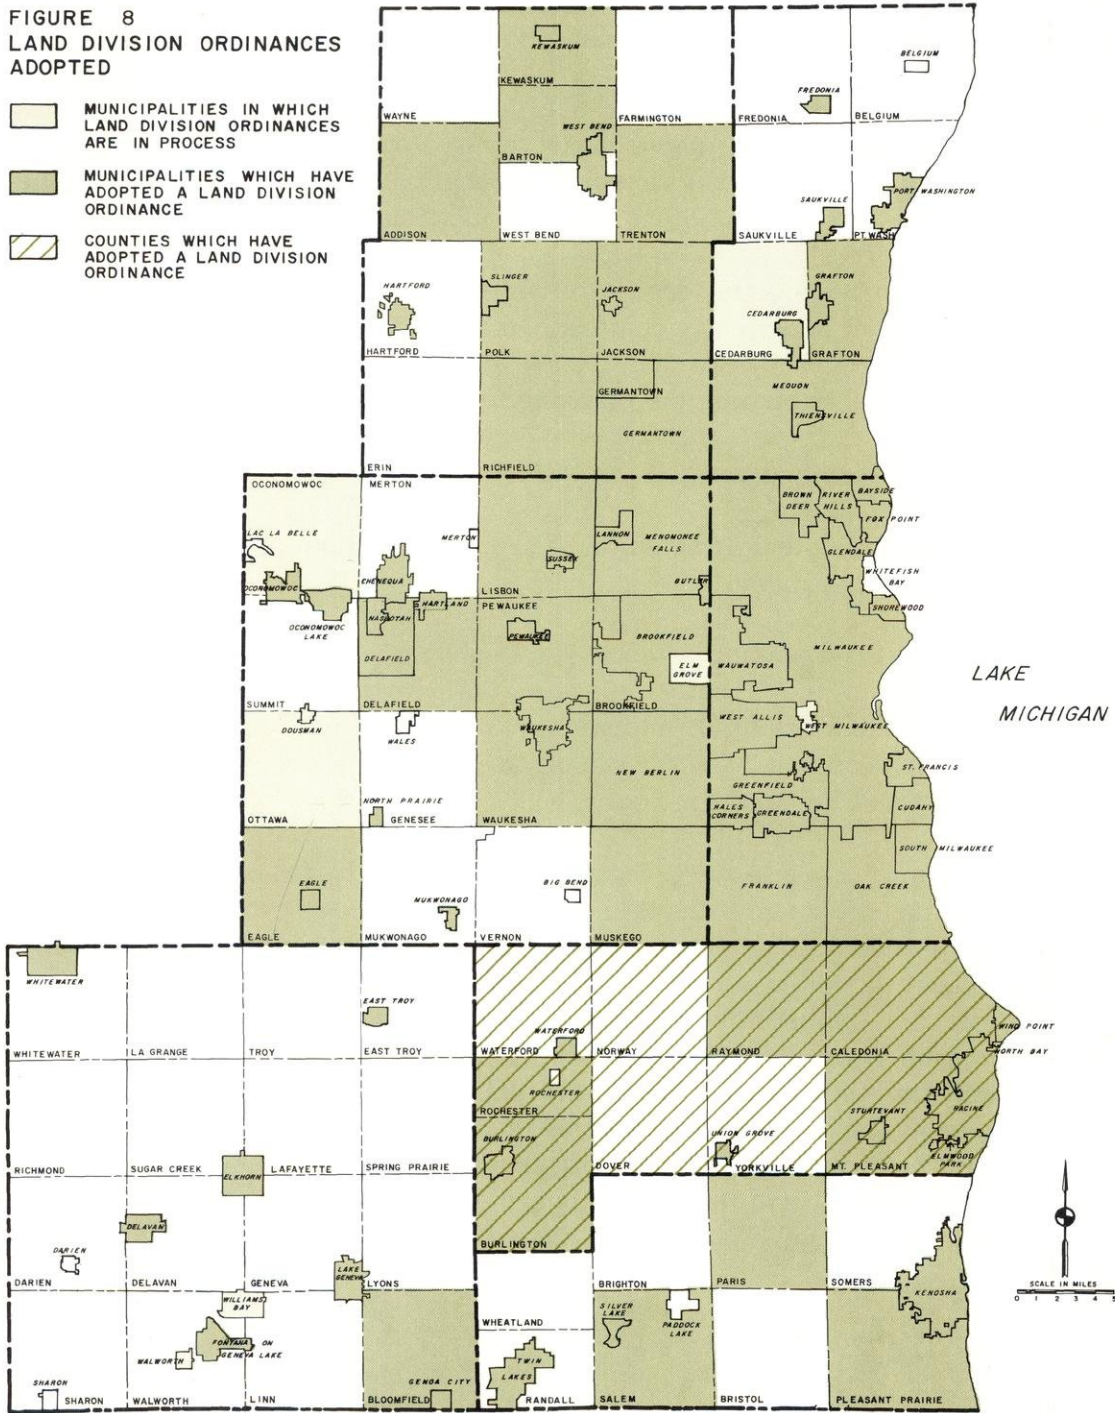 FIGURE 8
LAND DIVISION ORDINANCES
ADOPTED
MUNICIPALITIES IN WHICH
LAND DIVISION ORDINANCES
ARE IN PROCESS
MUNICIPALITIES WHICH HAVE
ADOPTED A LAND DIVISION
ORDINANCE
COUNTIES WHICH HAVE
ADOPTED A LAND DIVISION
ORDINANCE
KEWASKUM
BELGIUM
KEWASKUM
FREDONIA
WAYNE
FARMINGTON
FREDONIA
BELGIUM
WEST BEND
BARTON
PORT WASHINGTON
SAUKVILLE
ADDISON
WEST BEND
TRENTON
SAUKVILLE
PT. WASH.
HARTFORD
SLINGER
JACKSON
GRAFTON
CEDARBURG
HARTFORD
POLK
JACKSON
CEDARBURG
GRAFTON
MEQUON
GERMANTOWN
THIENSVILLE
GERMANTOWN
ERIN
RICHFIELD
OCONOMOWOC
MERTON
BROWN
DEER
RIVER
HILLS
BAYSIDE
FOX POINT
LAC LA BELLE
MERTON
LANNON
MENOMONEE
FALLS
GLENDALE
SUSSEX
WHITEFISH
BAY
OCONOMOWOC
CHENEQUA
LISBON
BUTLER
HARTLAND
PEWAUKEE
SHOREWOOD
NASHOTAH
OCONOMOWOC
LAKE
PEWAUKEE
BROOKFIELD
MILWAUKEE
DELAFIELD
ELM
GROVE
WAUWATOSA
LAKE
MICHIGAN
SUMMIT
DELAFIELD
BROOKFIELD
DOUSMAN
WALES
WAUKESHA
WEST ALLIS
WEST MILWAUKEE
NEW BERLIN
ST. FRANCIS
GREENFIELD
NORTH PRAIRIE
HALES
CORNERS
GREENDALE
CUDAHY
OTTAWA
GENESEE
WAUKESHA
SOUTH MILWAUKEE
EAGLE
BIG BEND
FRANKLIN
OAK CREEK
MUKWONAGO
EAGLE
MUKWONAGO
VERNON
MUSKEGO
WHITEWATER
EAST TROY
WIND POINT
WATERFORD
WHITEWATER
LA GRANGE
TROY
EAST TROY
WATERFORD
NORWAY
RAYMOND
CALEDONIA
NORTH BAY
ROCHESTER
ROCHESTER
STURTEVANT
RACINE
BURLINGTON
UNION GROVE
ELMWOOD
PARK
RICHMOND
SUGAR CREEK
LAFAYETTE
SPRING PRAIRIE
DOVER
YORKVILLE
MT. PLEASANT
ELKHORN
DELAVAN
BURLINGTON
DARIEN
LAKE
GENEVA
DARIEN
DELAVAN
GENEVA
LYONS
BRIGHTON
PARIS
SOMERS
SCALE IN MILES
0 1 2 3 4 5
WILLIAMS
BAY
KENOSHA
SILVER
LAKE
PADDOCK
LAKE
WHEATLAND
FONTANA ON
GENEVA LAKE
WALWORTH
TWIN
LAKES
SHARON
GENOA CITY
SHARON
WALWORTH
LINN
BLOOMFIELD
RANDALL
SALEM
BRISTOL
PLEASANT PRAIRIE